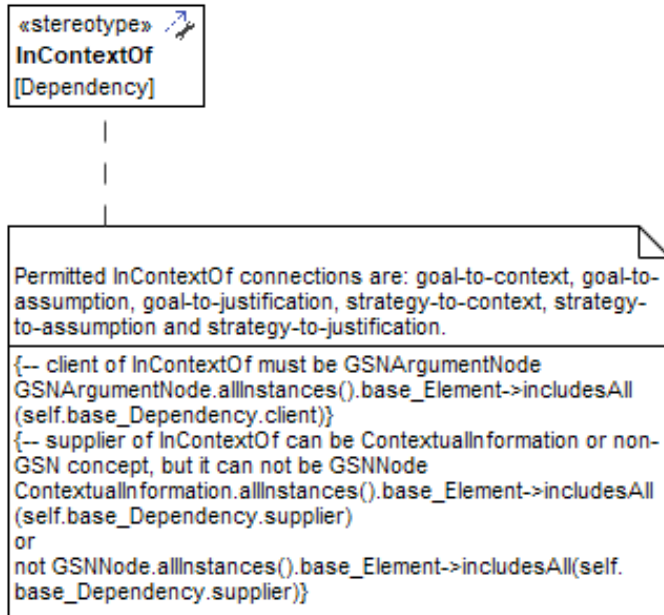 «stereotype»
InContextOf
[Dependency]
Permitted InContextOf connections are: goal-to-context, goal-to-
assumption, goal-to-justification, strategy-to-context, strategy-
to-assumption and strategy-to-justification.
{-- client of InContextOf must be GSNArgumentNode
GSNArgumentNode.allInstances().base_Element->includesAll
(self.base_Dependency.client)}
{-- supplier of InContextOf can be ContextualInformation or non-
GSN concept, but it can not be GSNNode
ContextualInformation.allInstances().base_Element->includesAll
(self.base_Dependency.supplier)
or
not GSNNode.allInstances().base_Element->includesAll(self.
base_Dependency.supplier)}